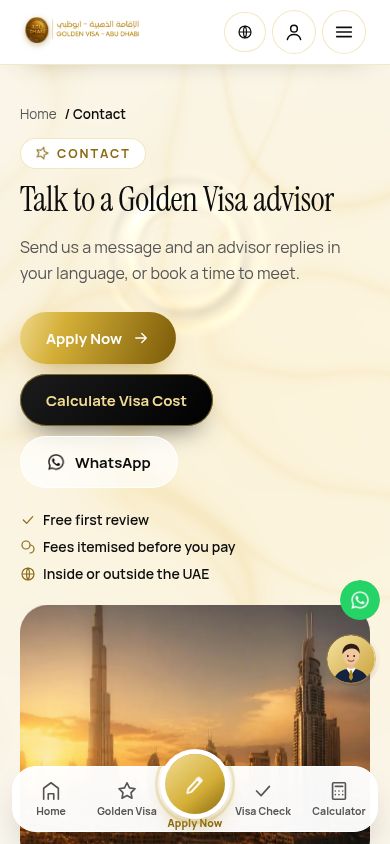 الإقامة الذهبية - ابوظبي
GOLDEN VISA - ABU DHABI
Home / Contact
CONTACT
Talk to a Golden Visa advisor
Send us a message and an advisor replies in
your language, or book a time to meet.
Apply Now
Calculate Visa Cost
WhatsApp
Free first review
Fees itemised before you pay
Inside or outside the UAE
Home
Golden Visa
Apply Now
Visa Check
Calculator